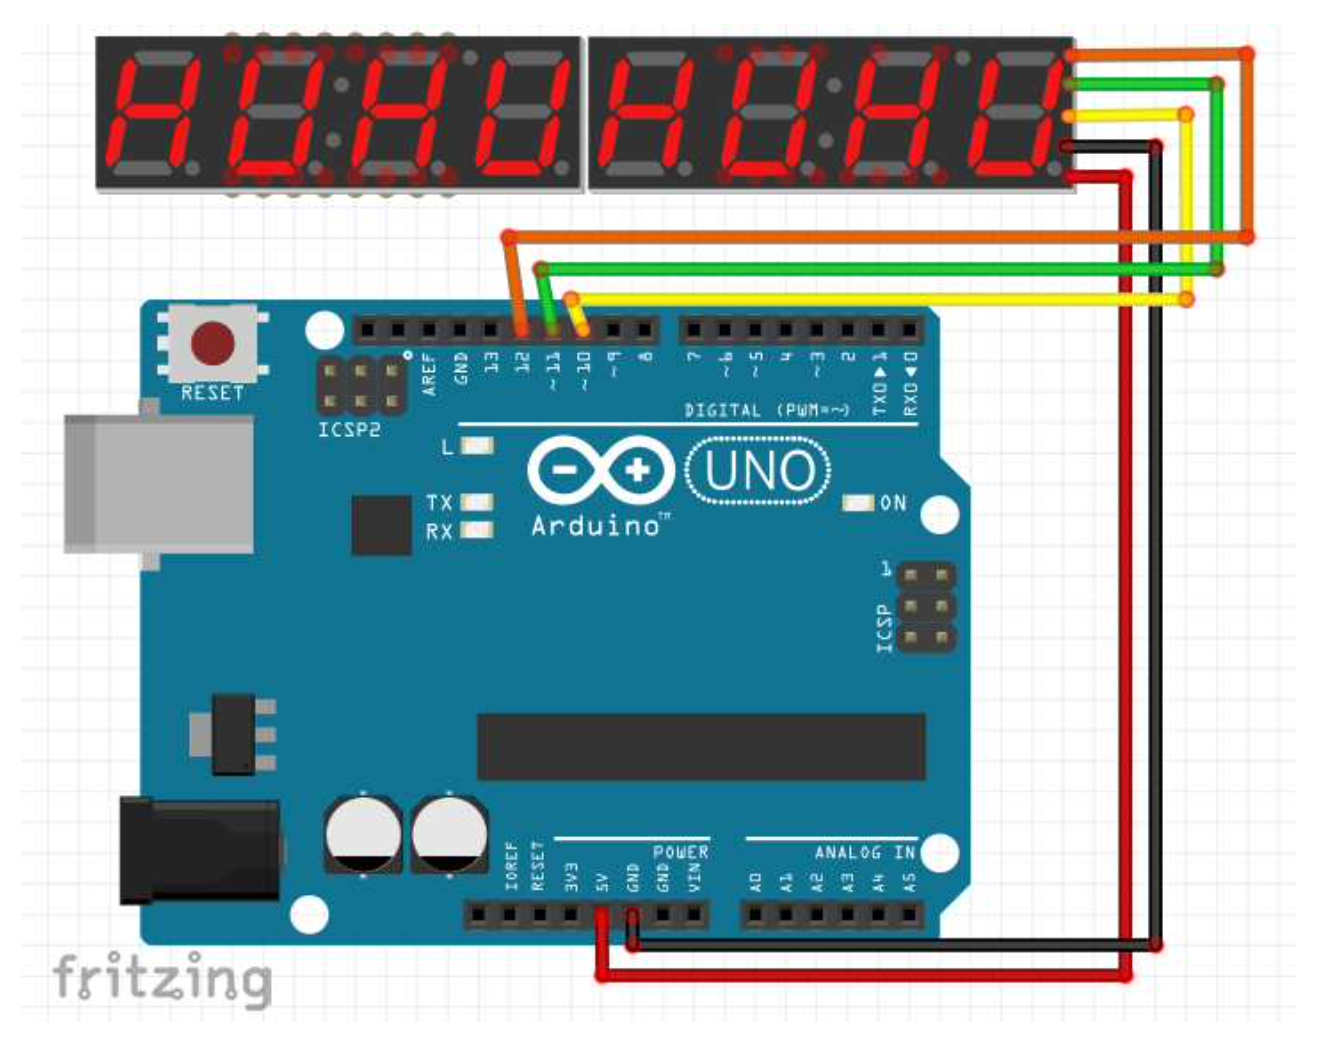 RESET
ICSP2
AREF
GND
13
12
~11
~10
~9
8
7
~6
~5
4
~3
2
TX0▶1
RX0◀0
DIGITAL (PWM=~)
L
TX
RX
UNO
Arduino™
ON
1
ICSP
IOREF
RESET
3V3
5V
GND
GND
VIN
POWER
A0
A1
A2
A3
A4
A5
ANALOG IN
fritzing